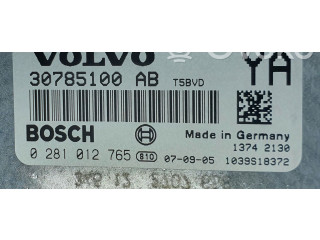 VOLVO
30785100 AB T5BVD
YA
BOSCH
Made in Germany
1374 2130
0 281 012 765 810 07-09-05 1039S18372